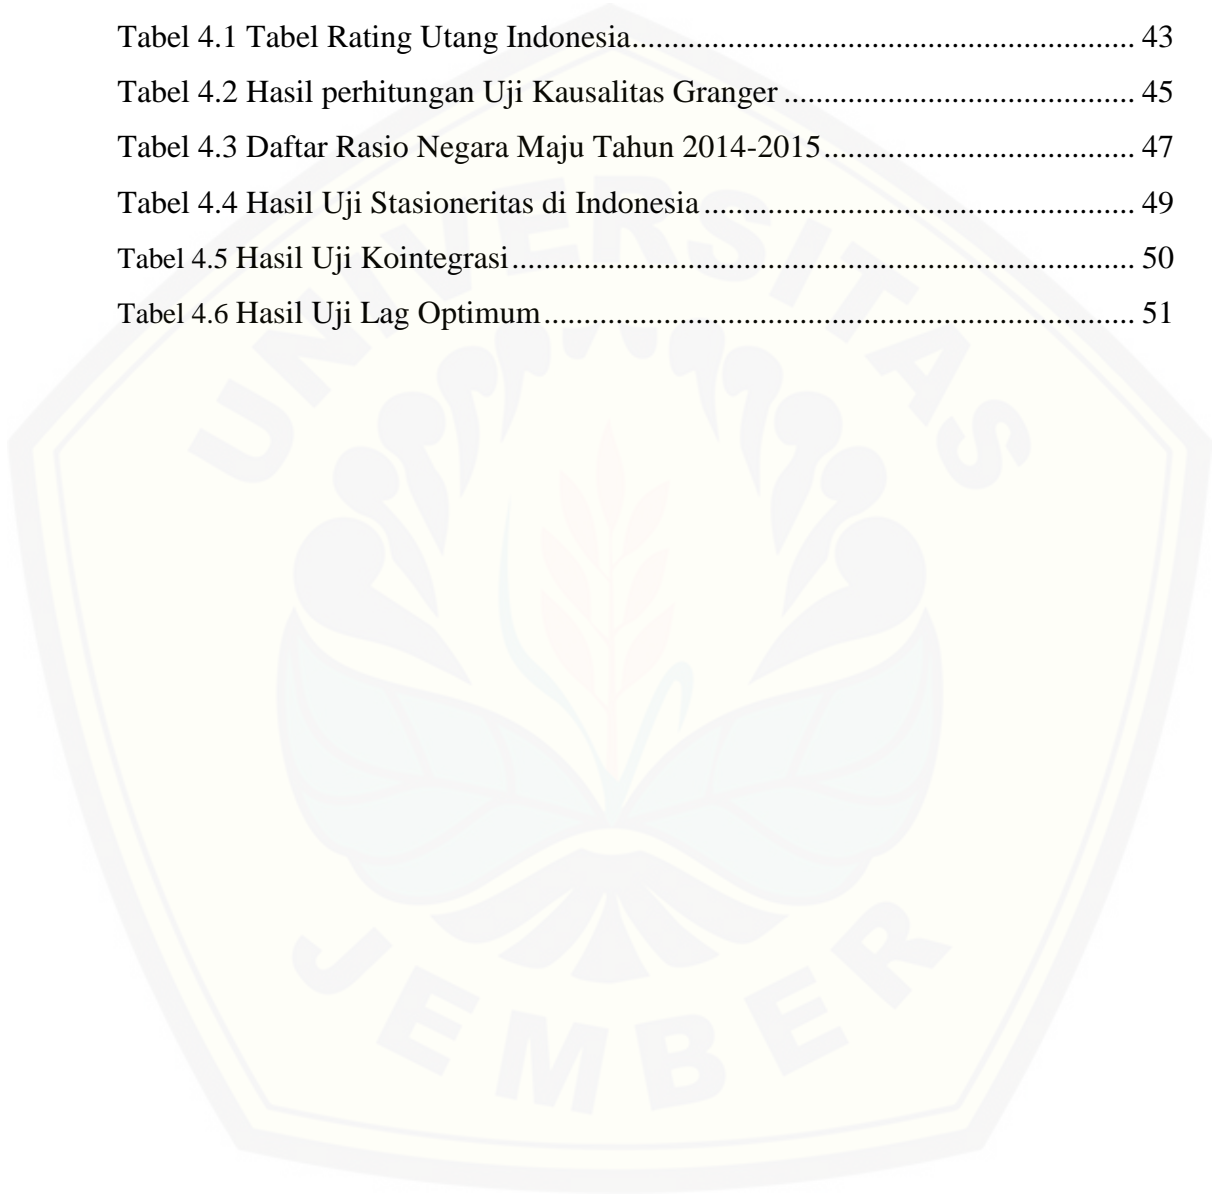 Tabel 4.1 Tabel Rating Utang Indonesia............................................................... 43
Tabel 4.2 Hasil perhitungan Uji Kausalitas Granger ............................................ 45
Tabel 4.3 Daftar Rasio Negara Maju Tahun 2014-2015....................................... 47
Tabel 4.4 Hasil Uji Stasioneritas di Indonesia...................................................... 49
Tabel 4.5 Hasil Uji Kointegrasi.............................................................................. 50
Tabel 4.6 Hasil Uji Lag Optimum.......................................................................... 51
UNIVERSITAS
JEMBER